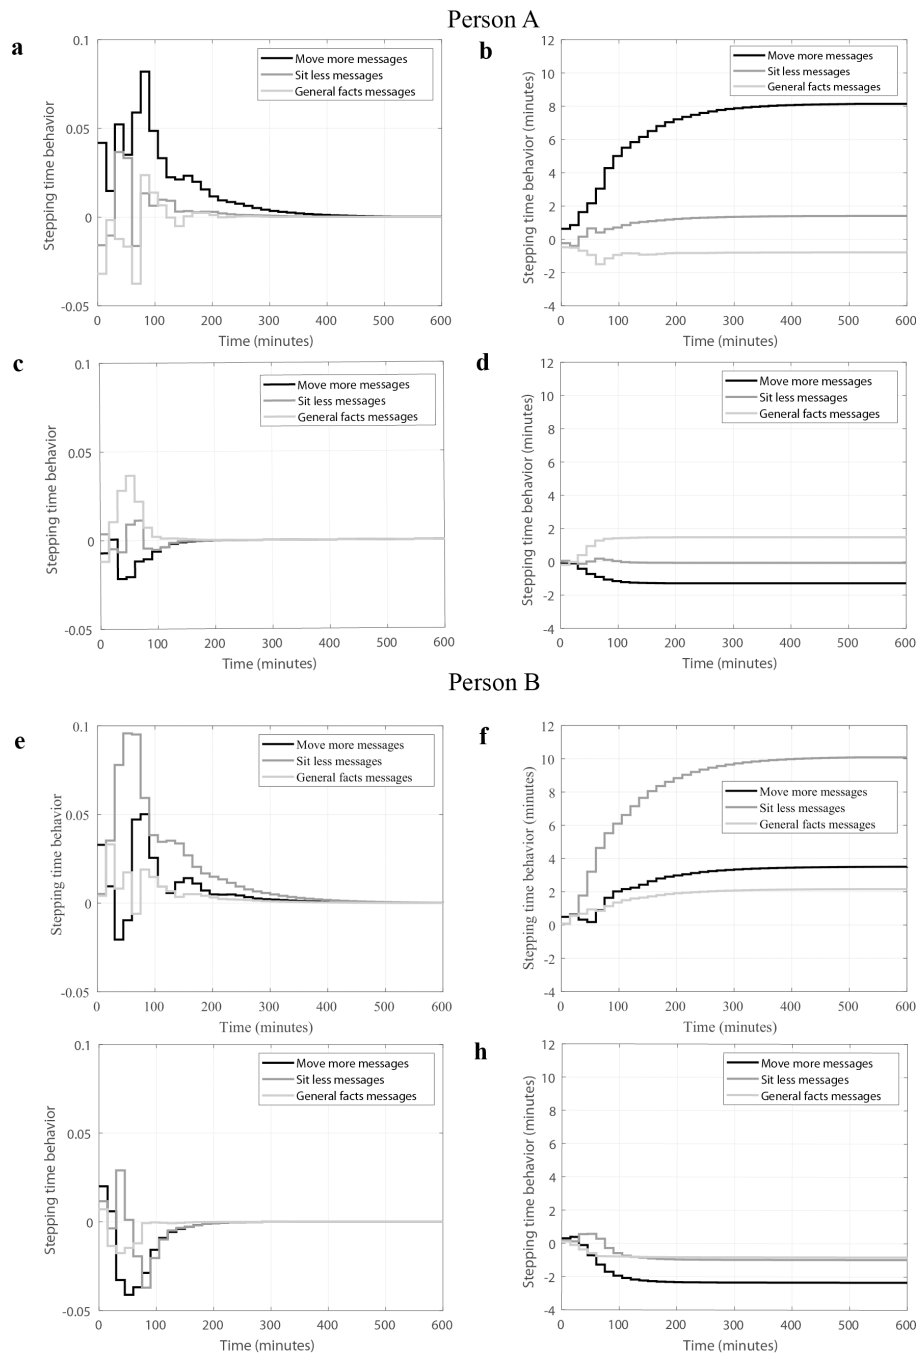 Person A
a
0.1
0.05
0
-0.05
Stepping time behavior
Move more messages
Sit less messages
General facts messages
0 100 200 300 400 500 600
Time (minutes)
b
12
10
8
6
4
2
0
-2
-4
Stepping time behavior (minutes)
Move more messages
Sit less messages
General facts messages
0 100 200 300 400 500 600
Time (minutes)
c
0.1
0.05
0
-0.05
Stepping time behavior
Move more messages
Sit less messages
General facts messages
0 100 200 300 400 500 600
Time (minutes)
d
12
10
8
6
4
2
0
-2
-4
Stepping time behavior (minutes)
Move more messages
Sit less messages
General facts messages
0 100 200 300 400 500 600
Time (minutes)
Person B
e
0.1
0.05
0
-0.05
Stepping time behavior
Move more messages
Sit less messages
General facts messages
0 100 200 300 400 500 600
Time (minutes)
f
12
10
8
6
4
2
0
-2
-4
Stepping time behavior (minutes)
Move more messages
Sit less messages
General facts messages
0 100 200 300 400 500 600
Time (minutes)
0.1
0.05
0
-0.05
Stepping time behavior
Move more messages
Sit less messages
General facts messages
0 100 200 300 400 500 600
Time (minutes)
h
12
10
8
6
4
2
0
-2
-4
Stepping time behavior (minutes)
Move more messages
Sit less messages
General facts messages
0 100 200 300 400 500 600
Time (minutes)